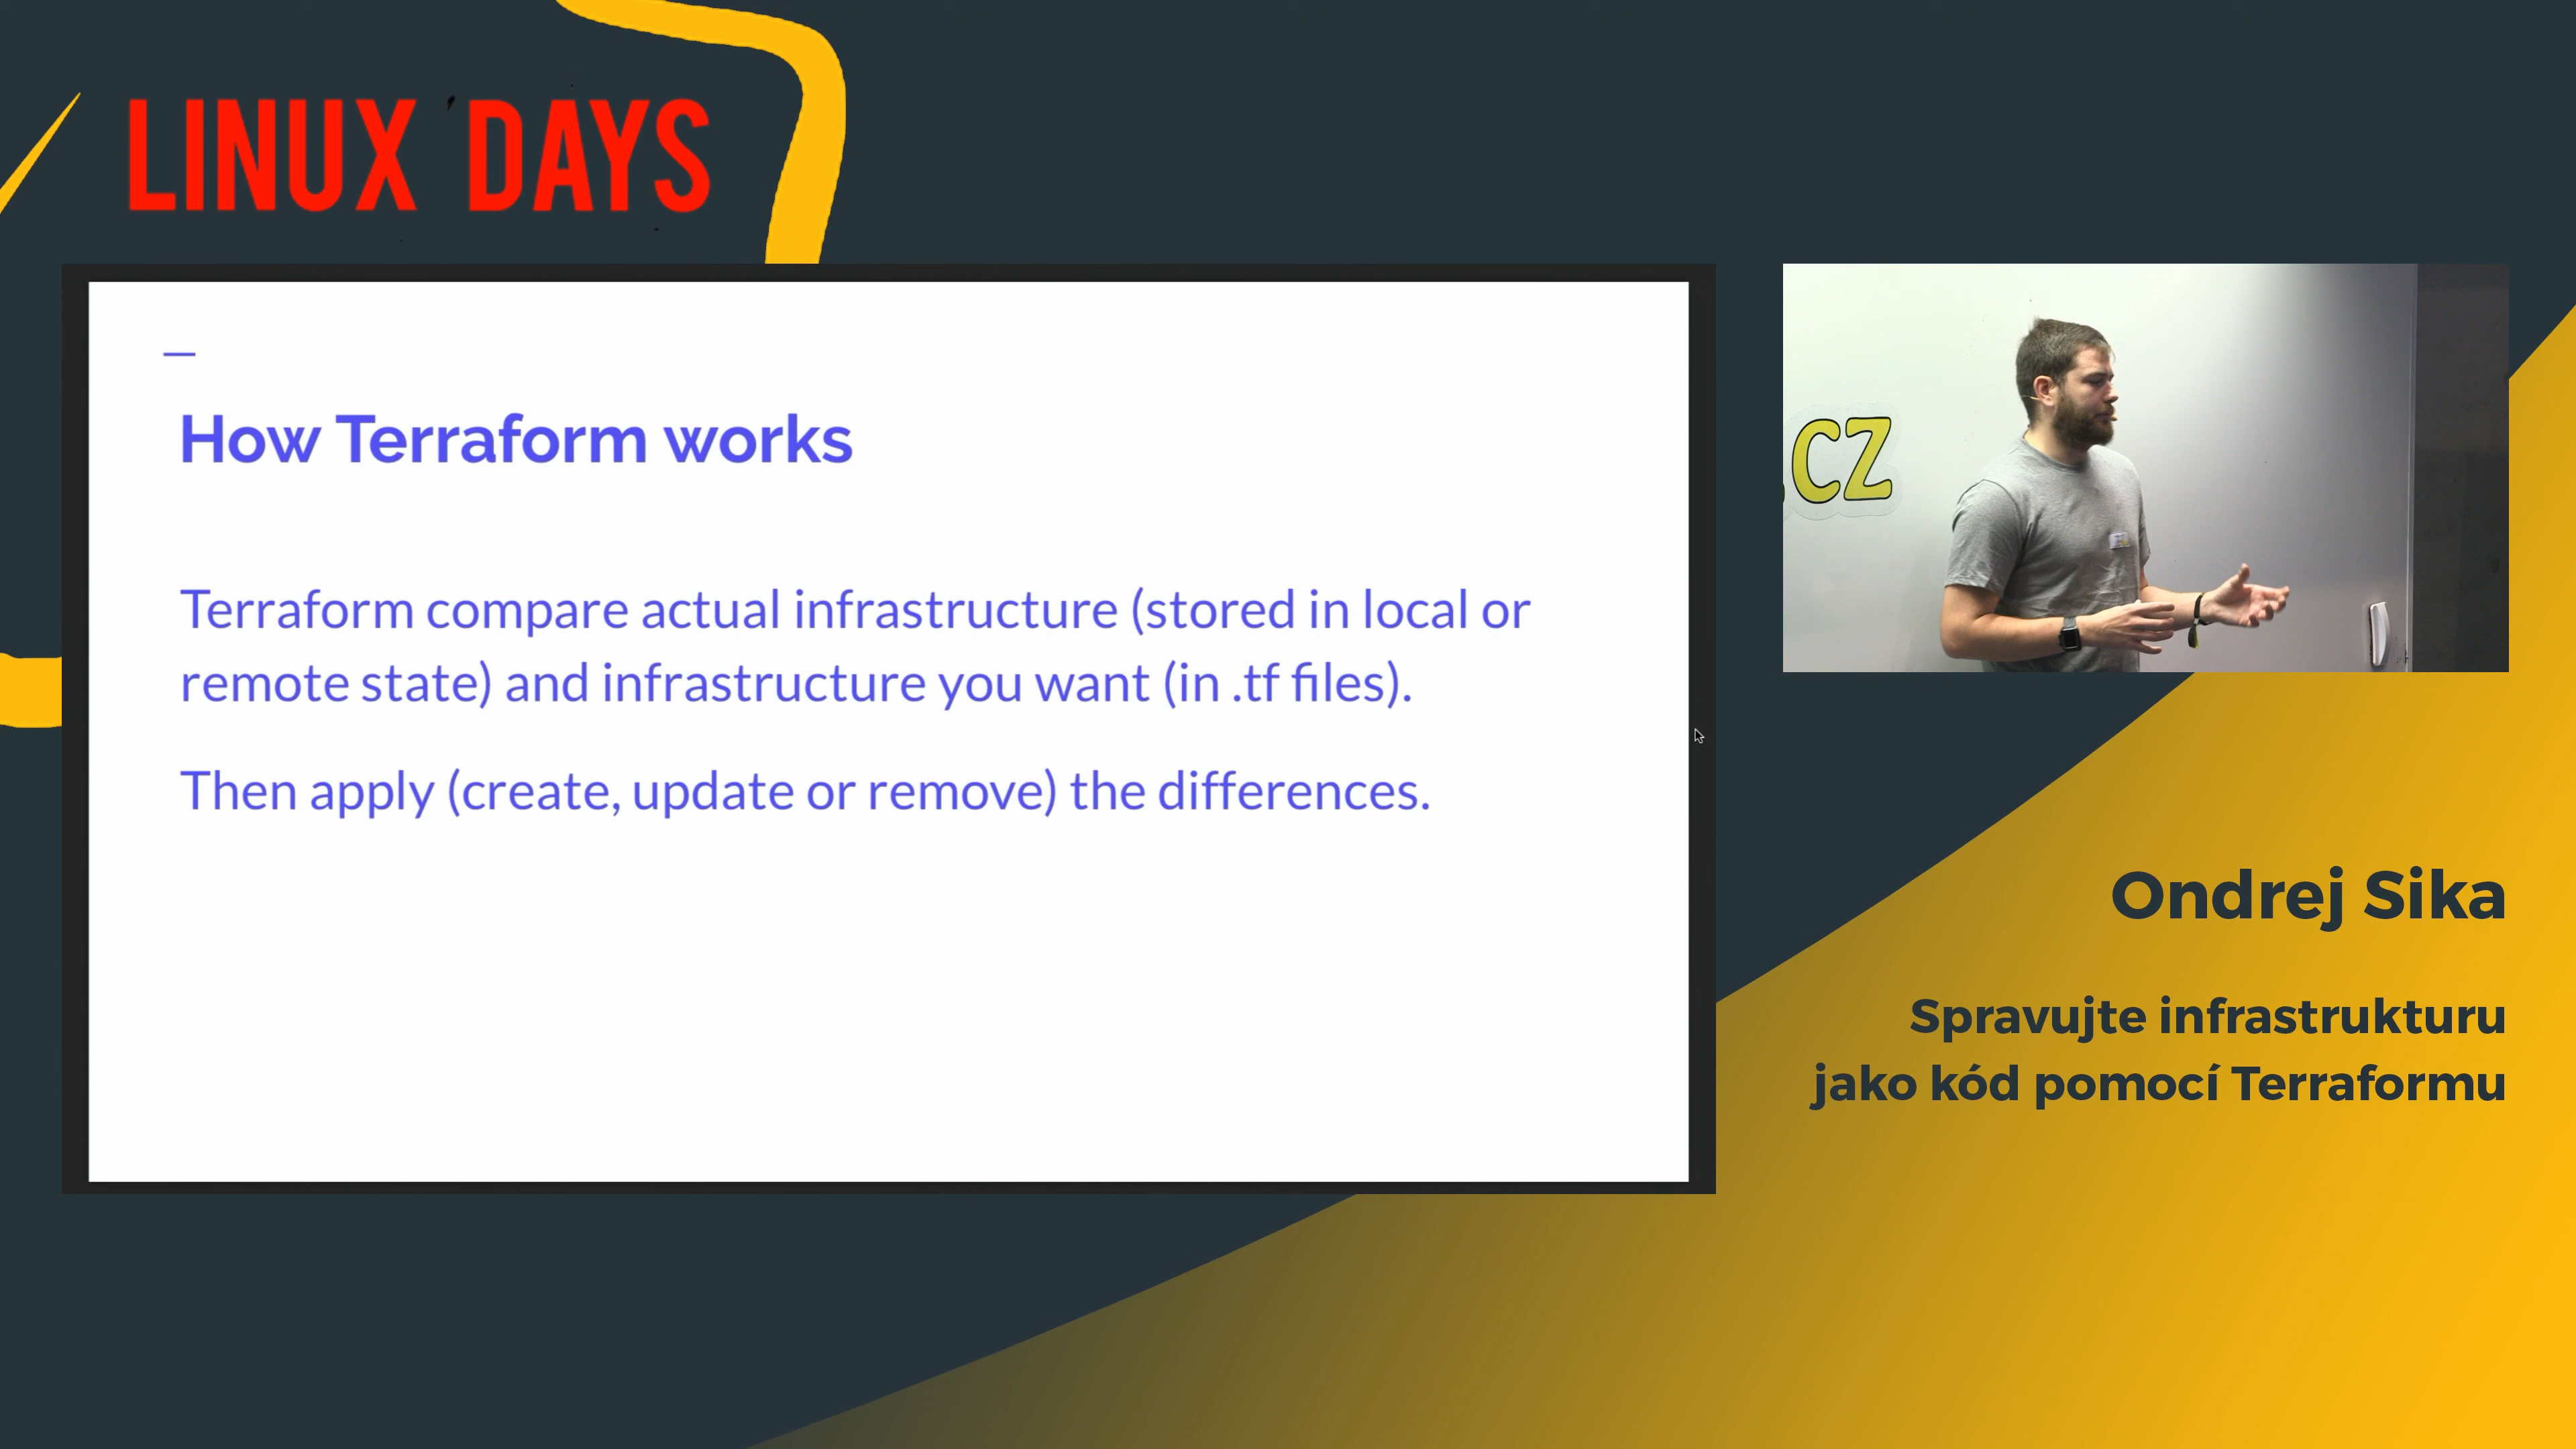 LINUX DAYS
How Terraform works
Terraform compare actual infrastructure (stored in local or
remote state) and infrastructure you want (in .tf files).
Then apply (create, update or remove) the differences.
.CZ
Ondrej Sika
Spravujte infrastrukturu
jako kód pomocí Terraformu